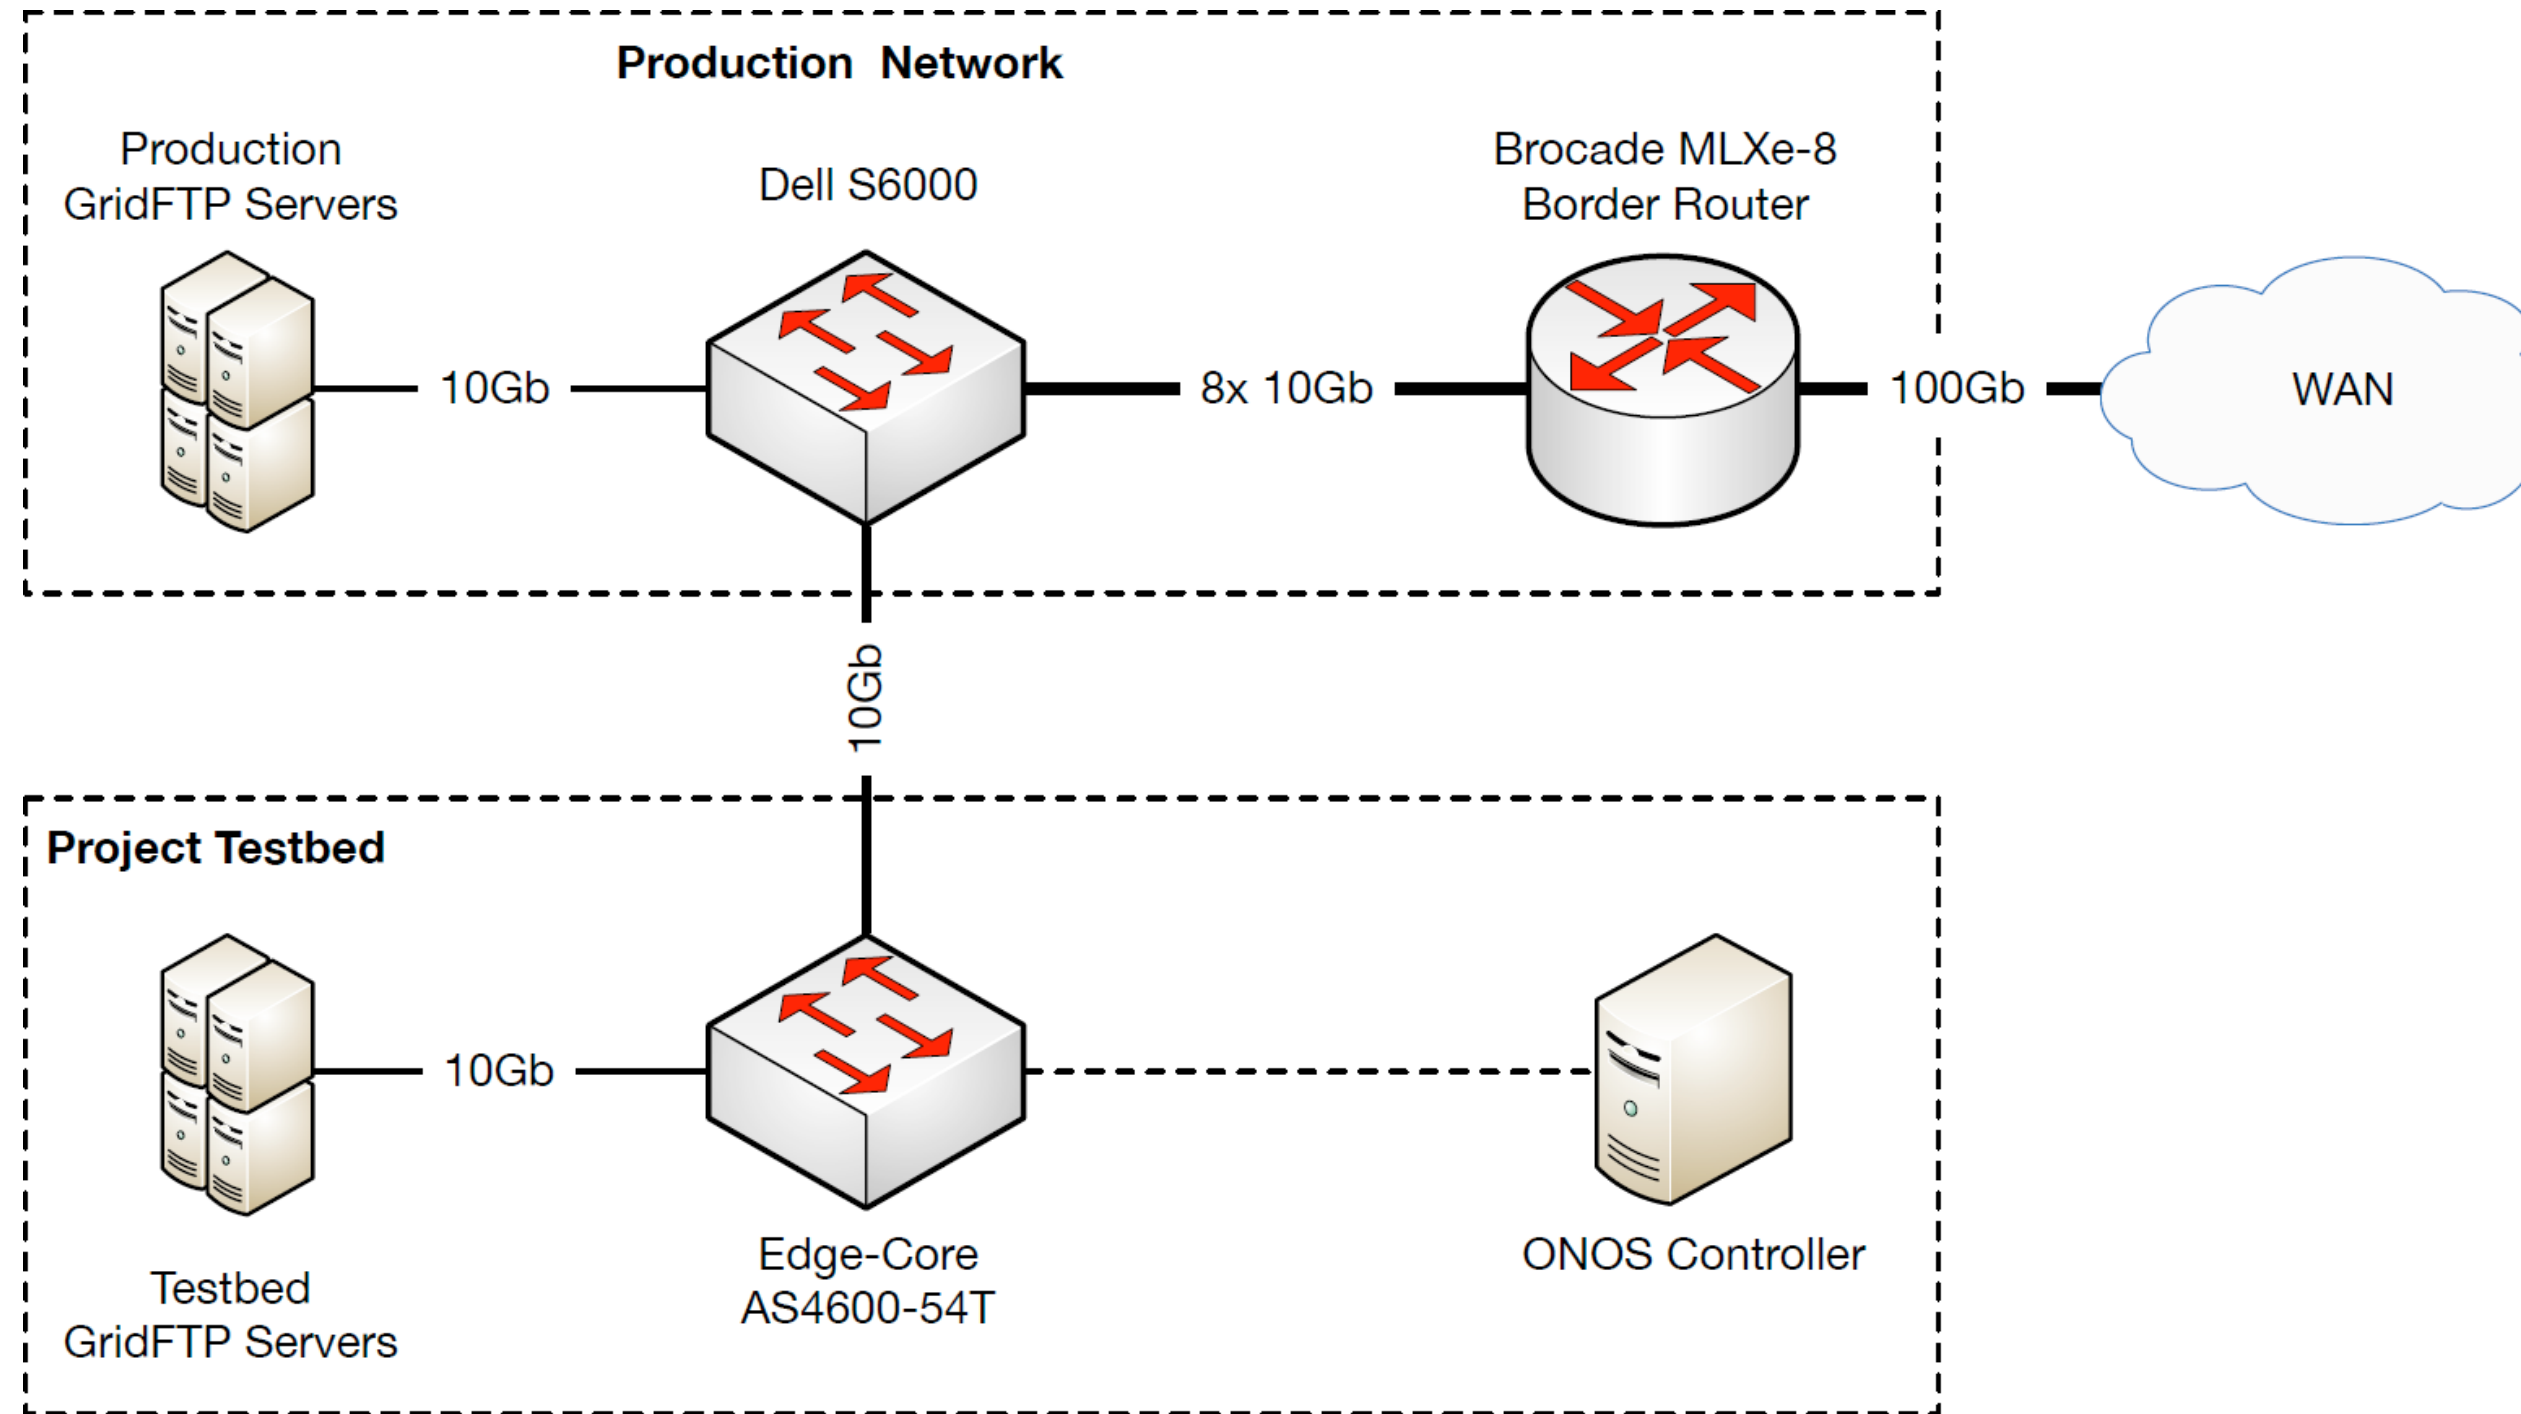 Production Network
Production
GridFTP Servers
Dell S6000
Brocade MLXe-8
Border Router
10Gb
8x 10Gb
100Gb
WAN
10Gb
Project Testbed
10Gb
Testbed
GridFTP Servers
Edge-Core
AS4600-54T
ONOS Controller